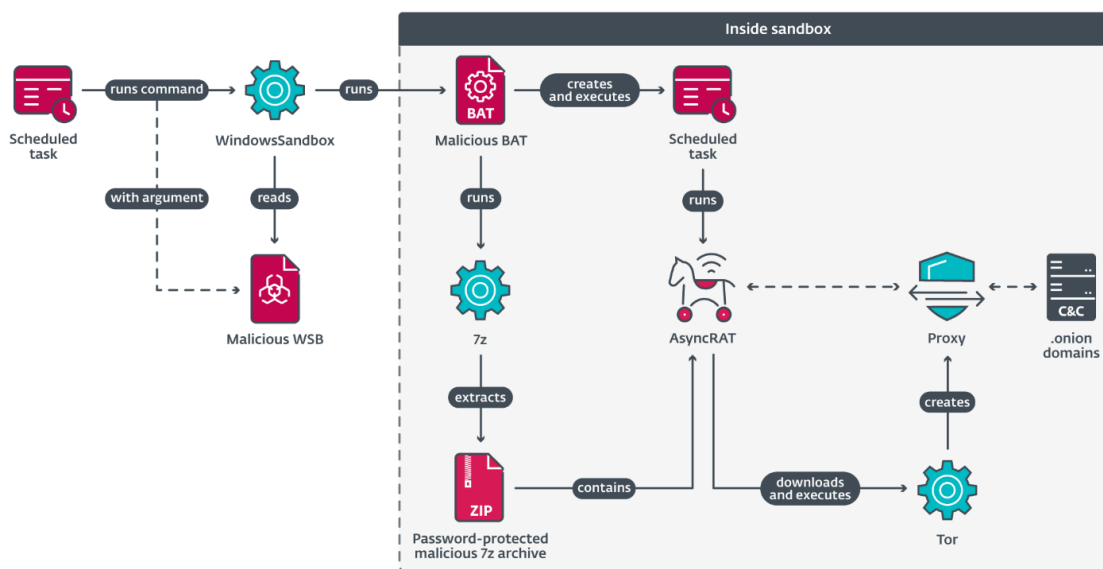 Inside sandbox
Scheduled
task
runs command
WindowsSandbox
runs
BAT
Malicious BAT
creates
and executes
Scheduled
task
with argument
reads
runs
runs
Malicious WSB
7z
AsyncRAT
Proxy
C&C
.onion
domains
extracts
creates
ZIP
Password-protected
malicious 7z archive
contains
downloads
and executes
Tor